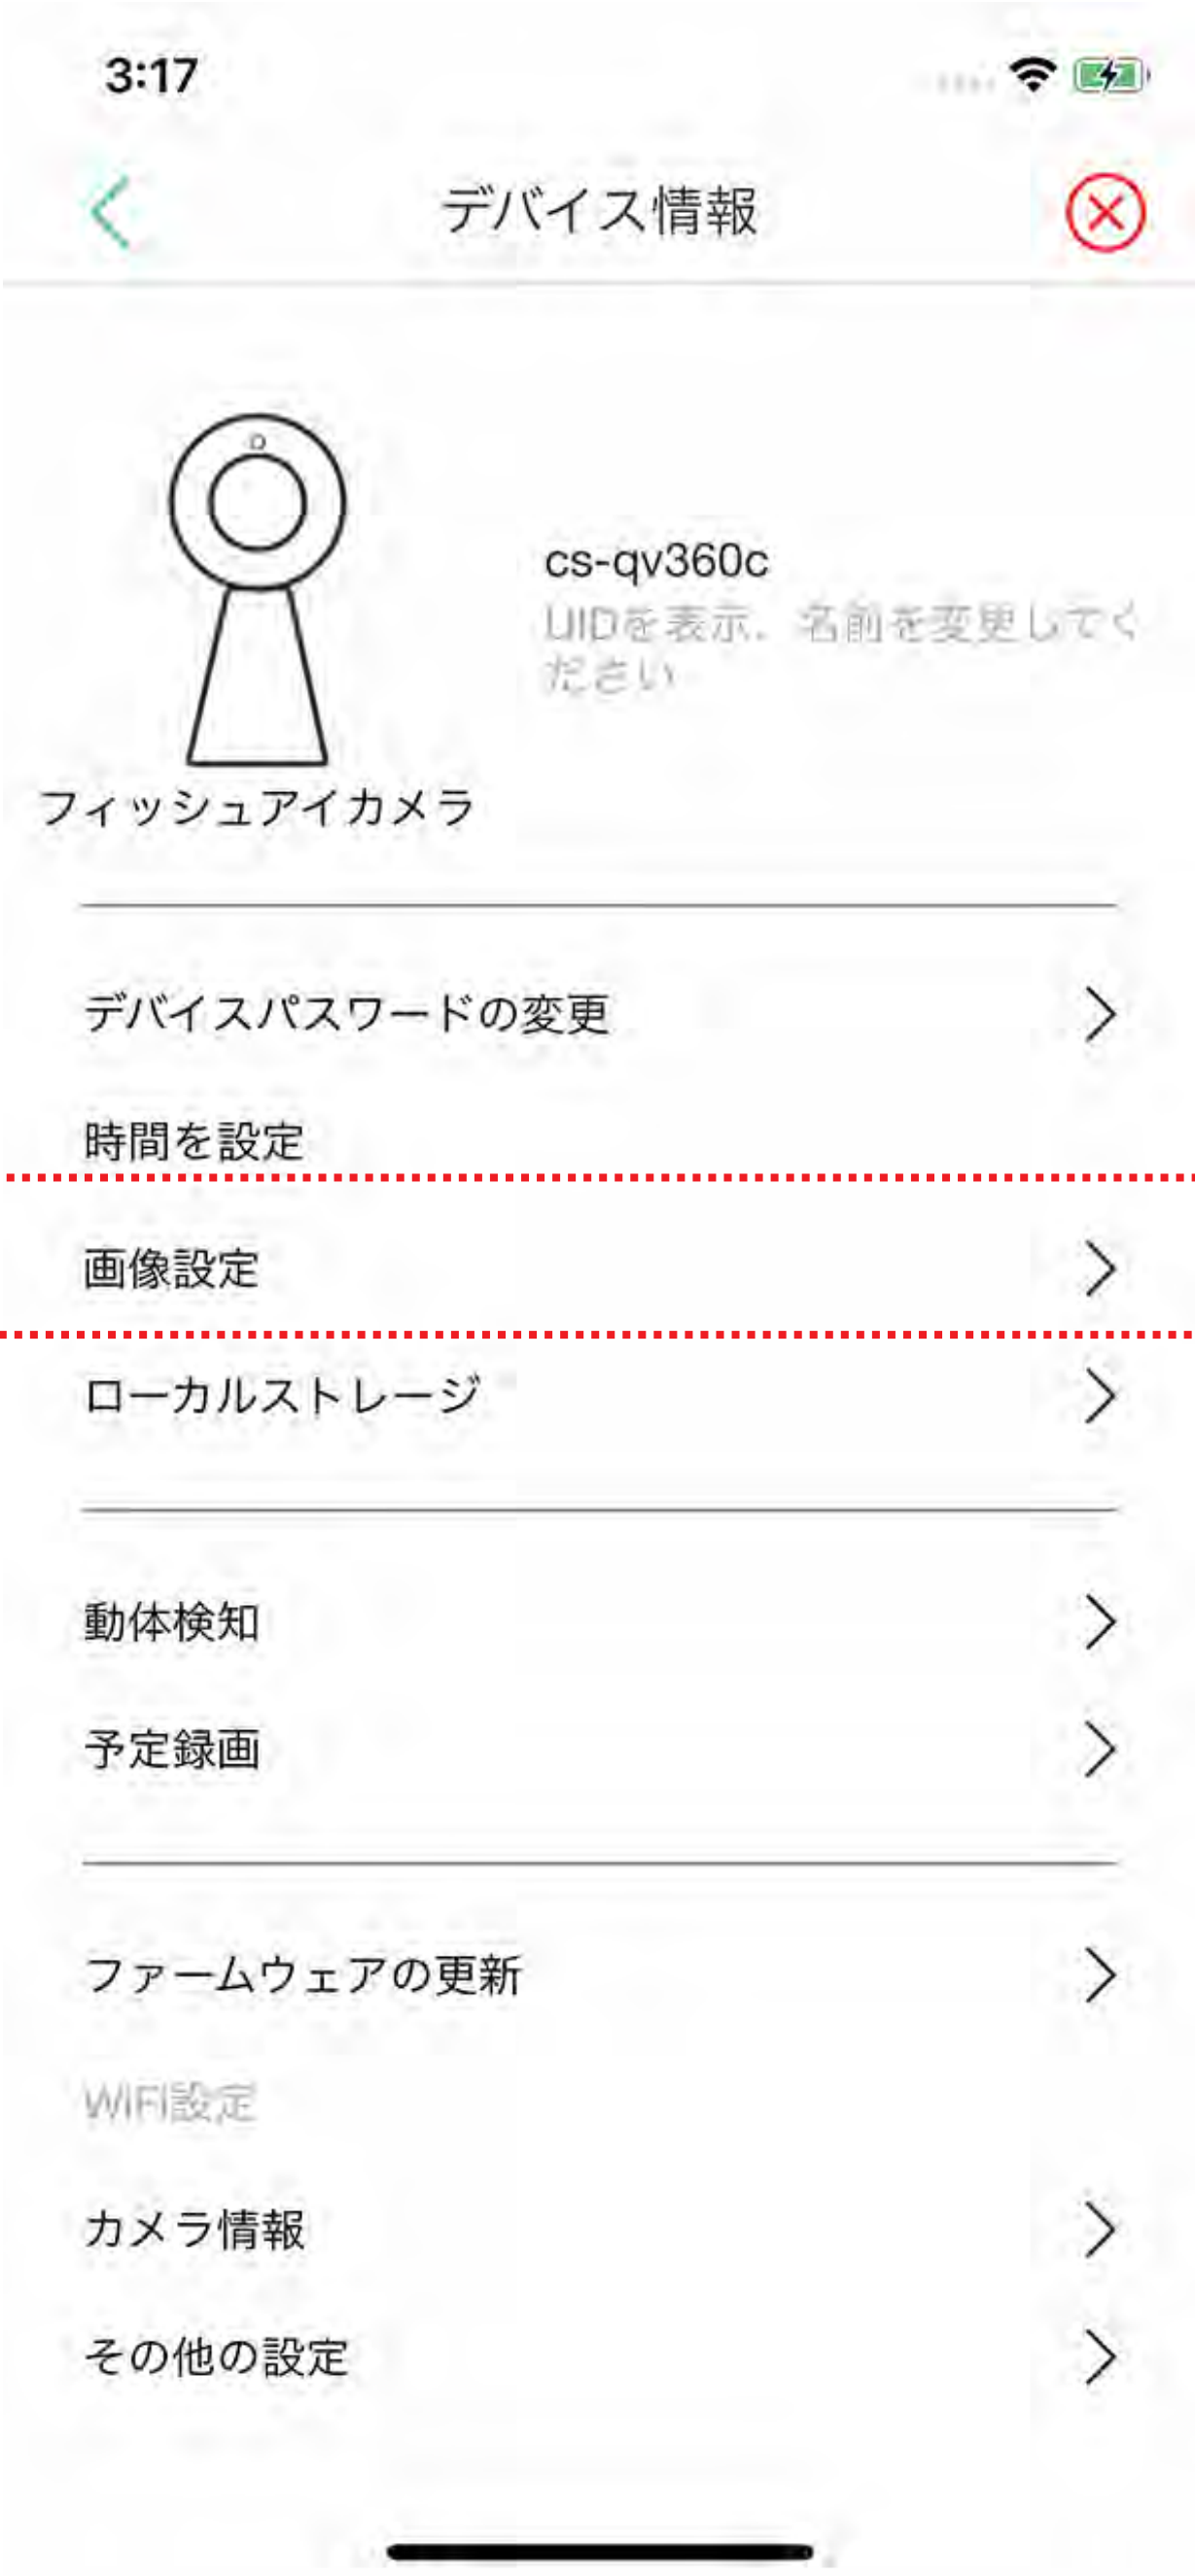 3:17
デバイス情報
cs-qv360c
UIDを表示、名前を変更してく
ださい
フィッシュアイカメラ
デバイスパスワードの変更
時間を設定
画像設定
ローカルストレージ
動体検知
予定録画
ファームウェアの更新
WiFi設定
カメラ情報
その他の設定